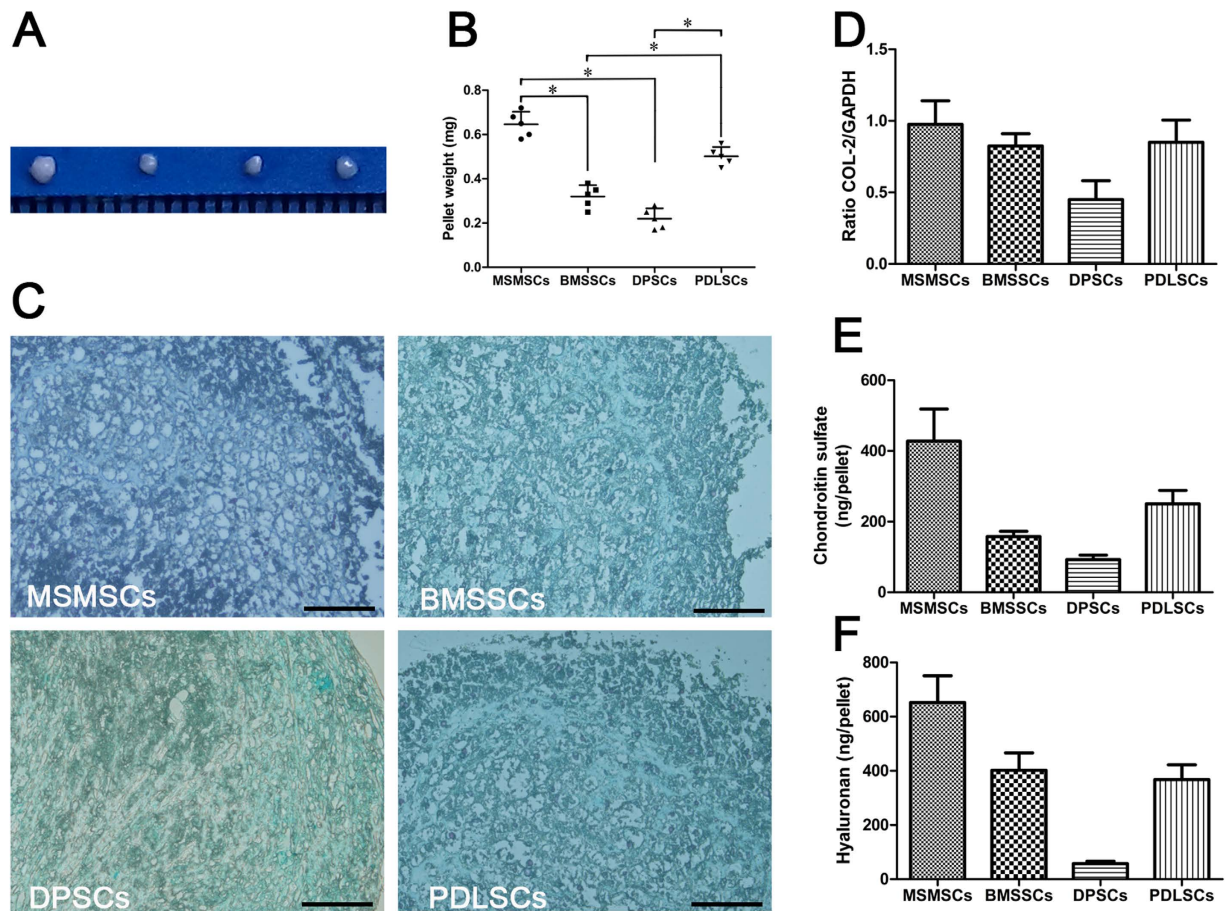 A
B
* * * *
Pellet weight (mg)
0.8
0.6
0.4
0.2
0.0
MSMSCs BMSSCs DPSCs PDLSCs
C
MSMSCs
BMSSCs
DPSCs
PDLSCs
D
Ratio COL-2/GAPDH
1.5
1.0
0.5
0.0
MSMSCs BMSSCs DPSCs PDLSCs
E
Chondroitin sulfate
(ng/pellet)
600
400
200
0
MSMSCs BMSSCs DPSCs PDLSCs
F
Hyaluronan (ng/pellet)
800
600
400
200
0
MSMSCs BMSSCs DPSCs PDLSCs